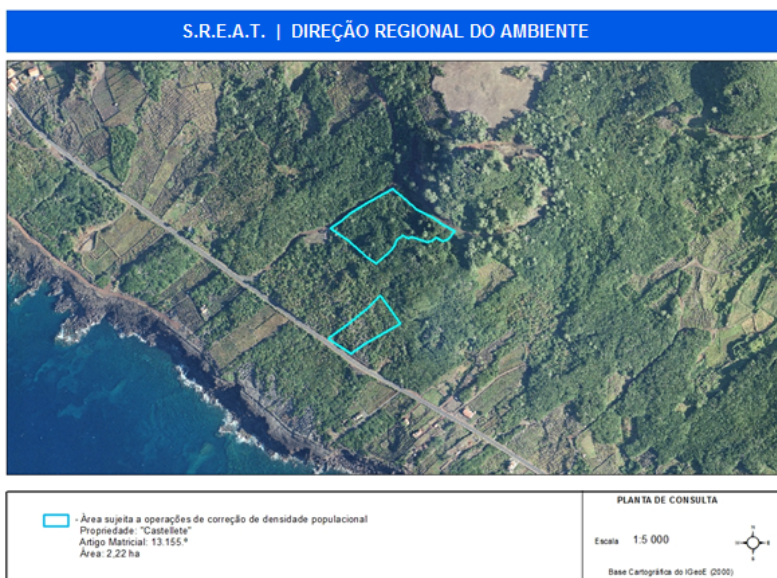 S.R.E.A.T. | DIREÇÃO REGIONAL DO AMBIENTE
- Área sujeita a operações de correção de densidade populacional
Propriedade: "Castellete"
Artigo Matricial: 13.155.º
Área: 2,22 ha
PLANTA DE CONSULTA
Escala 1:5 000
N
W E
S
Base Cartográfica do IGeoE (2000)